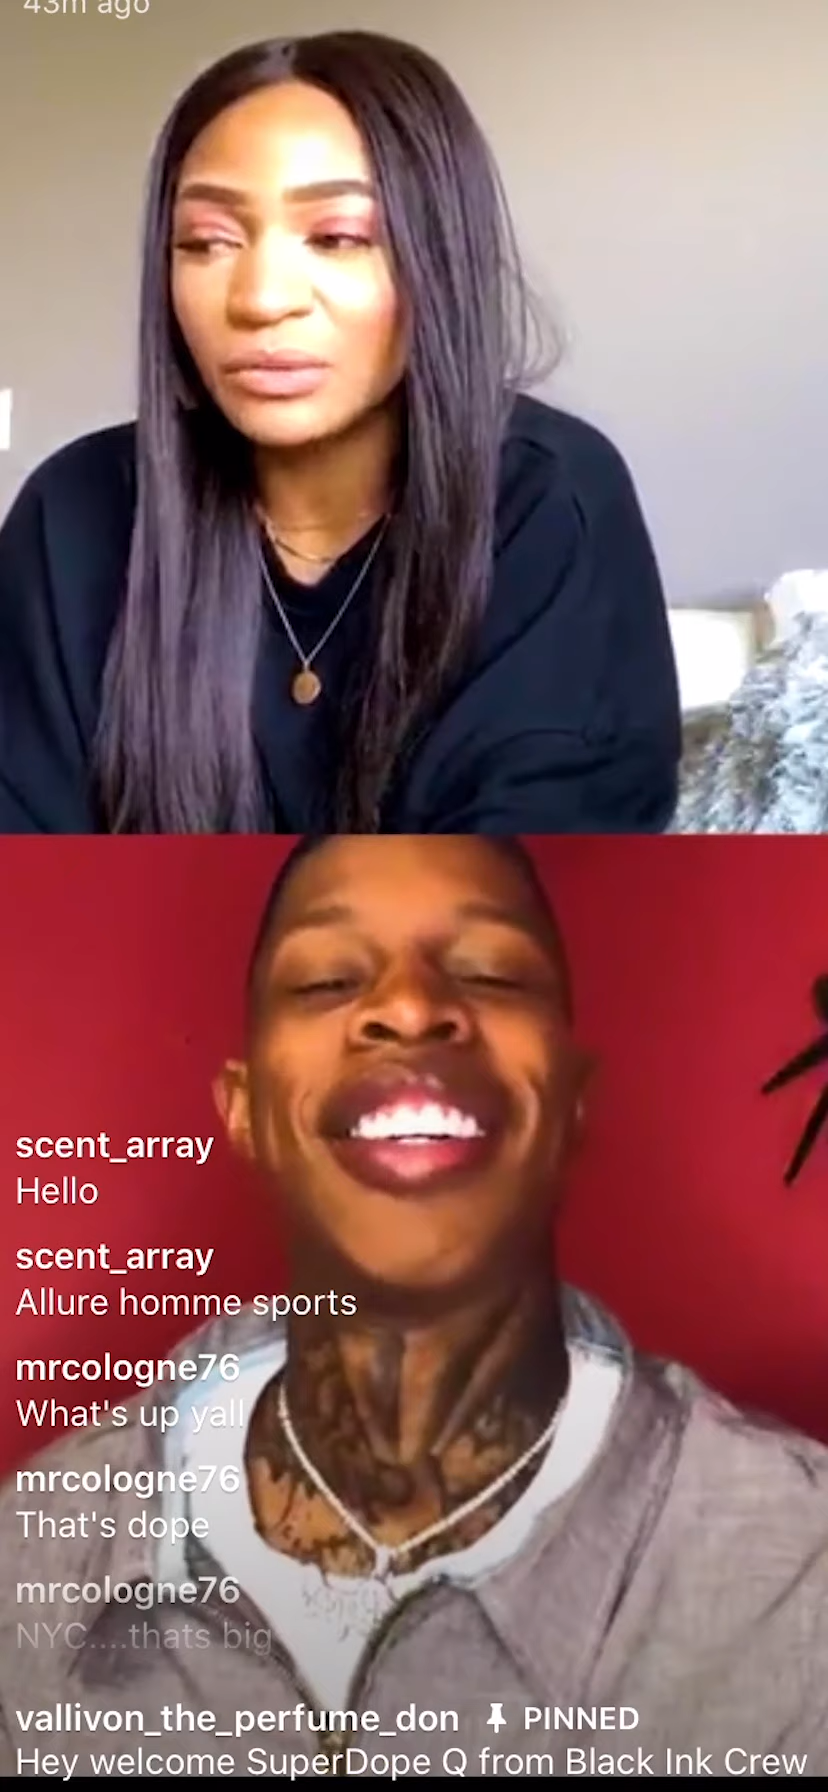 43m ago
scent_array
Hello
scent_array
Allure homme sports
mrcologne76
What's up yall
mrcologne76
That's dope
mrcologne76
NYC....thats big
vallivon_the_perfume_don PINNED
Hey welcome SuperDope Q from Black Ink Crew